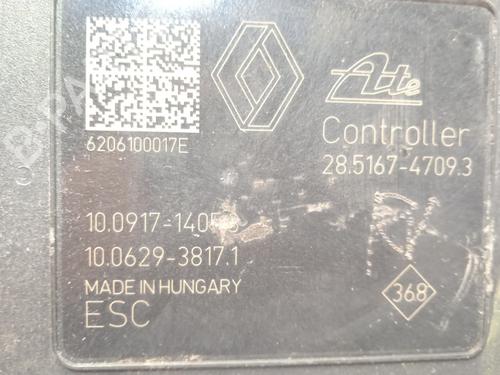 Ate
6206100017E
Controller
28.5167-4709.3
10.0629-3817.1
MADE IN HUNGARY
ESC
368